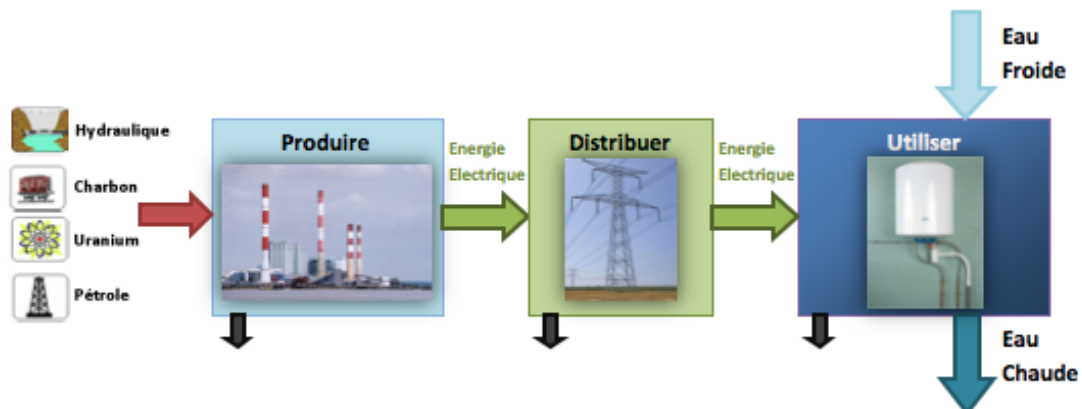 Eau
Froide
Hydraulique
Charbon
Uranium
Pétrole
Produire
Energie
Electrique
Distribuer
Energie
Electrique
Utiliser
Eau
Chaude